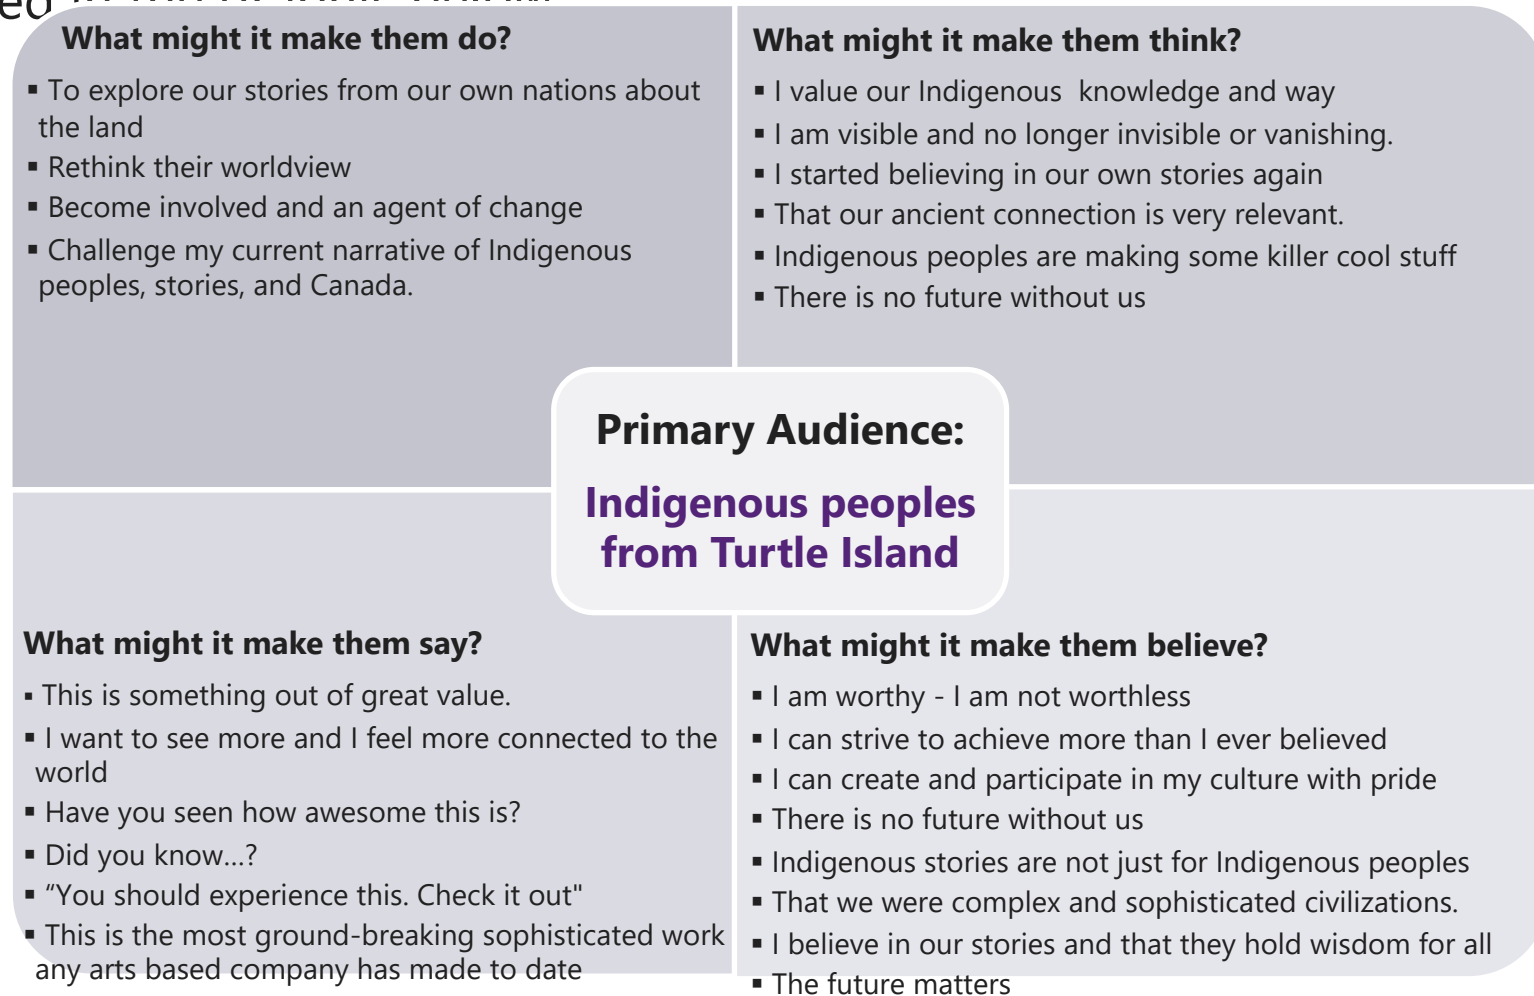 ed
What might it make them do?
▪ To explore our stories from our own nations about
the land
▪ Rethink their worldview
▪ Become involved and an agent of change
▪ Challenge my current narrative of Indigenous
peoples, stories, and Canada.
What might it make them think?
▪ I value our Indigenous  knowledge and way
▪ I am visible and no longer invisible or vanishing.
▪ I started believing in our own stories again
▪ That our ancient connection is very relevant.
▪ Indigenous peoples are making some killer cool stuff
▪ There is no future without us
Primary Audience:
Indigenous peoples
from Turtle Island
What might it make them say?
▪ This is something out of great value.
▪ I want to see more and I feel more connected to the
world
▪ Have you seen how awesome this is?
▪ Did you know...?
▪ “You should experience this. Check it out"
▪ This is the most ground-breaking sophisticated work
any arts based company has made to date
What might it make them believe?
▪ I am worthy - I am not worthless
▪ I can strive to achieve more than I ever believed
▪ I can create and participate in my culture with pride
▪ There is no future without us
▪ Indigenous stories are not just for Indigenous peoples
▪ That we were complex and sophisticated civilizations.
▪ I believe in our stories and that they hold wisdom for all
▪ The future matters